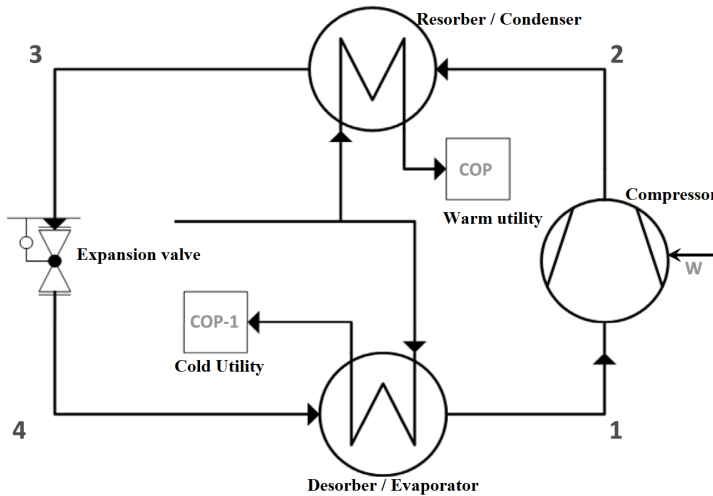 Resorber / Condenser
3
2
COP
Warm utility
Compressor
Expansion valve
W
COP-1
Cold Utility
4
1
Desorber / Evaporator